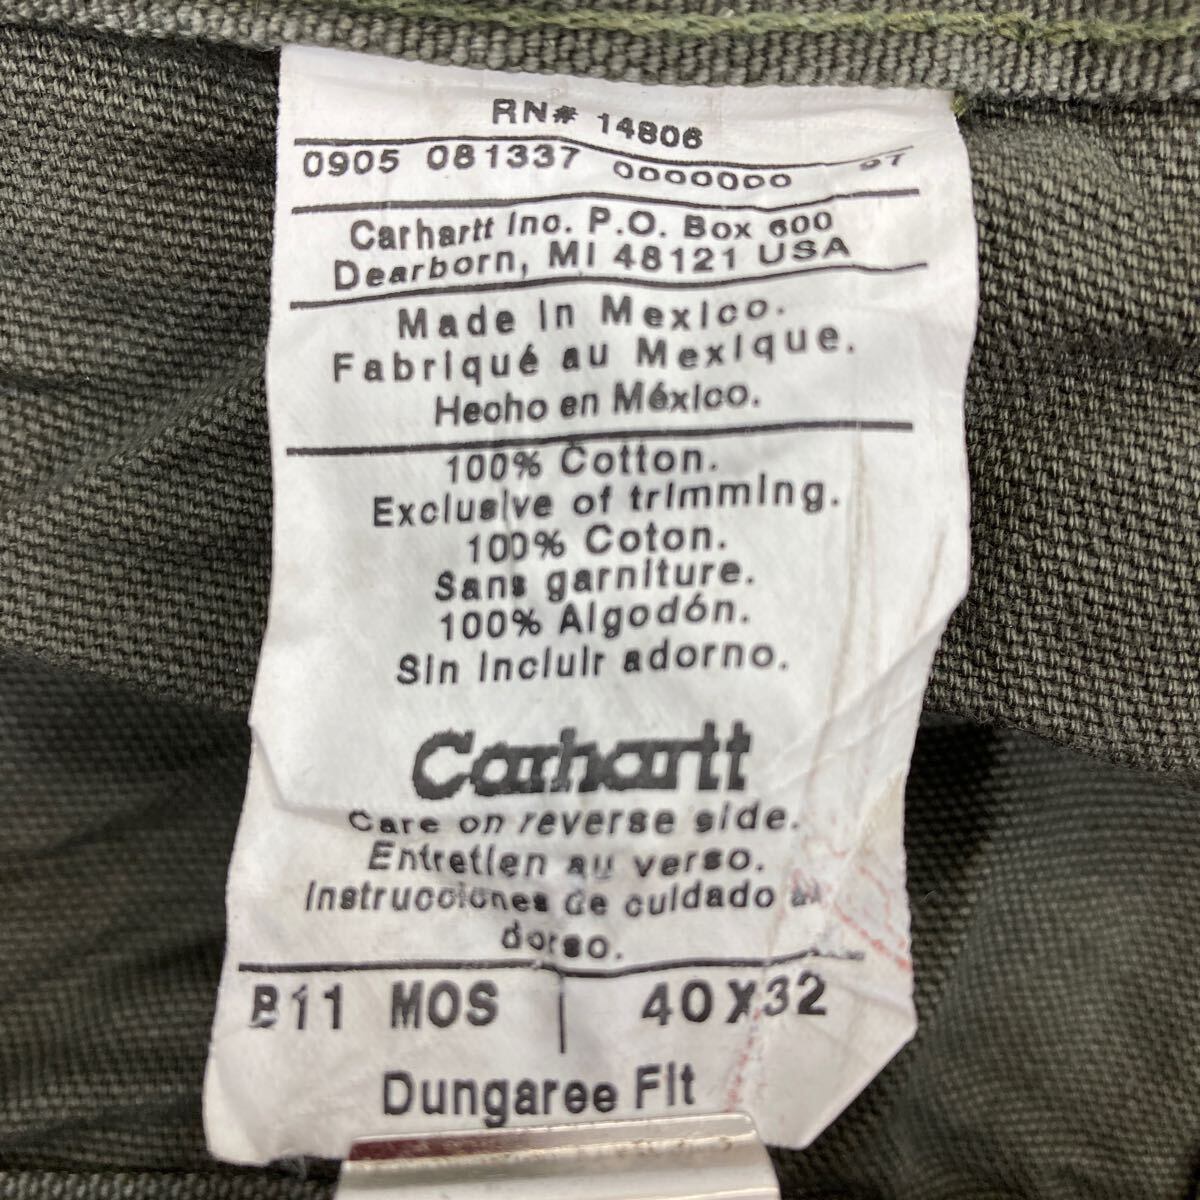 RN# 14806
0905 081337 0000000 97
Carhartt Inc. P.O. Box 600
Dearborn, MI 48121 USA
Made in Mexico.
Fabriqué au Mexique.
Hecho en México.
100% Cotton.
Exclusive of trimming.
100% Coton.
Sans garniture.
100% Algodón.
Sin incluir adorno.
Carhartt
Care on reverse side.
Entretien au verso.
Instrucciones de cuidado al
dorso.
B11 MOS | 40X32
Dungaree Fit